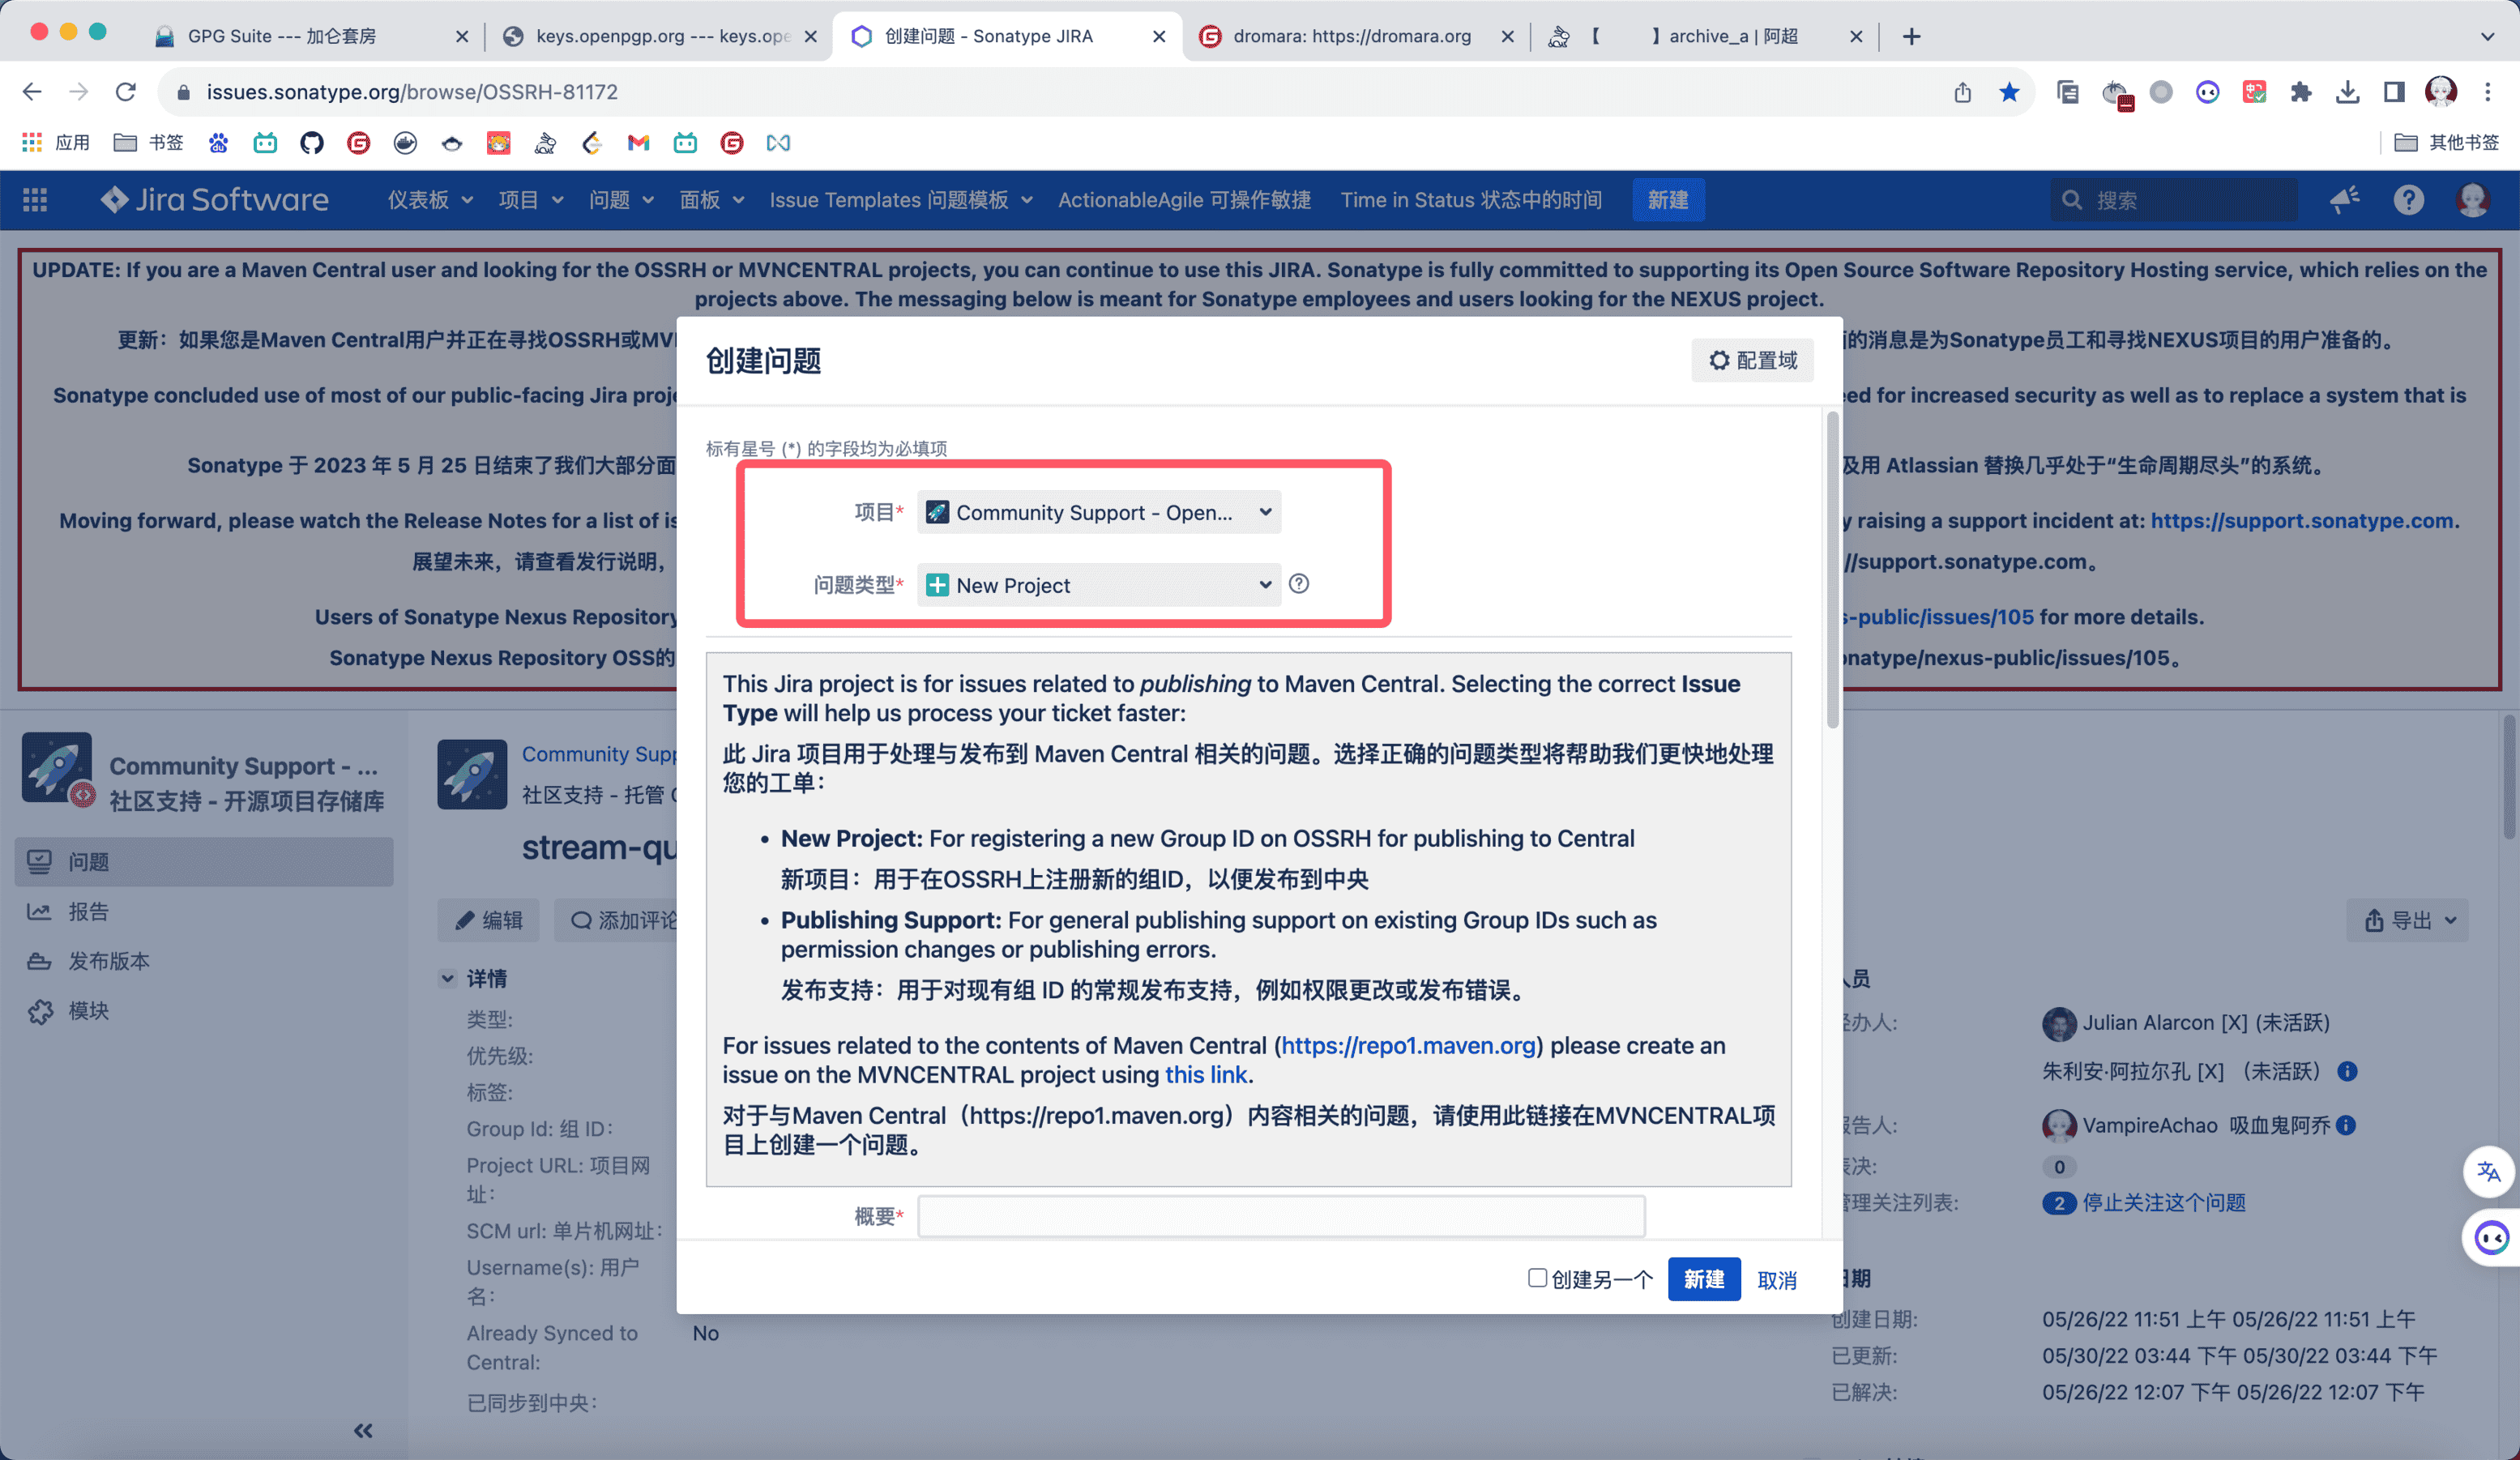 GPG Suite --- 加仑套房
keys.openpgp.org --- keys.ope
创建问题 - Sonatype JIRA
dromara: https://dromara.org
【 】archive_a | 阿超
issues.sonatype.org/browse/OSSRH-81172
应用
书签
其他书签
Jira Software
仪表板
项目
问题
面板
Issue Templates 问题模板
ActionableAgile 可操作敏捷
Time in Status 状态中的时间
新建
搜索
UPDATE: If you are a Maven Central user and looking for the OSSRH or MVNCENTRAL projects, you can continue to use this JIRA. Sonatype is fully committed to supporting its Open Source Software Repository Hosting service, which relies on the
projects above. The messaging below is meant for Sonatype employees and users looking for the NEXUS project.
更新：如果您是Maven Central用户并正在寻找OSSRH或MVI 的消息是为Sonatype员工和寻找NEXUS项目的用户准备的。
Sonatype concluded use of most of our public-facing Jira proj eed for increased security as well as to replace a system that is
Sonatype 于 2023 年 5 月 25 日结束了我们大部分面 及用 Atlassian 替换几乎处于“生命周期尽头”的系统。
Moving forward, please watch the Release Notes for a list of is y raising a support incident at: https://support.sonatype.com.
展望未来，请查看发行说明， //support.sonatype.com。
Users of Sonatype Nexus Repository s-public/issues/105 for more details.
Sonatype Nexus Repository OSS的 onatype/nexus-public/issues/105。
创建问题
配置域
标有星号 (*) 的字段均为必填项
项目*
Community Support - Open...
问题类型*
New Project
This Jira project is for issues related to publishing to Maven Central. Selecting the correct Issue
Type will help us process your ticket faster:
此 Jira 项目用于处理与发布到 Maven Central 相关的问题。选择正确的问题类型将帮助我们更快地处理
您的工单：
• New Project: For registering a new Group ID on OSSRH for publishing to Central
新项目：用于在OSSRH上注册新的组ID，以便发布到中央
• Publishing Support: For general publishing support on existing Group IDs such as
permission changes or publishing errors.
发布支持：用于对现有组 ID 的常规发布支持，例如权限更改或发布错误。
For issues related to the contents of Maven Central (https://repo1.maven.org) please create an
issue on the MVNCENTRAL project using this link.
对于与Maven Central（https://repo1.maven.org）内容相关的问题，请使用此链接在MVNCENTRAL项
目上创建一个问题。
概要*
创建另一个
新建
取消
Community Support - ...
社区支持 - 开源项目存储库
问题
报告
发布版本
模块
Community Supp
社区支持 - 托管
stream-qu
编辑
添加评论
导出
详情
类型:
优先级:
标签:
Group Id: 组 ID：
Project URL: 项目网
址：
SCM url: 单片机网址：
Username(s): 用户
名：
Already Synced to
Central:
No
已同步到中央：
人员
经办人:
Julian Alarcon [X] (未活跃)
朱利安·阿拉尔孔 [X] （未活跃）
报告人:
VampireAchao 吸血鬼阿乔
表决:
0
管理关注列表:
2 停止关注这个问题
日期
创建日期:
05/26/22 11:51 上午 05/26/22 11:51 上午
已更新:
05/30/22 03:44 下午 05/30/22 03:44 下午
已解决:
05/26/22 12:07 下午 05/26/22 12:07 下午